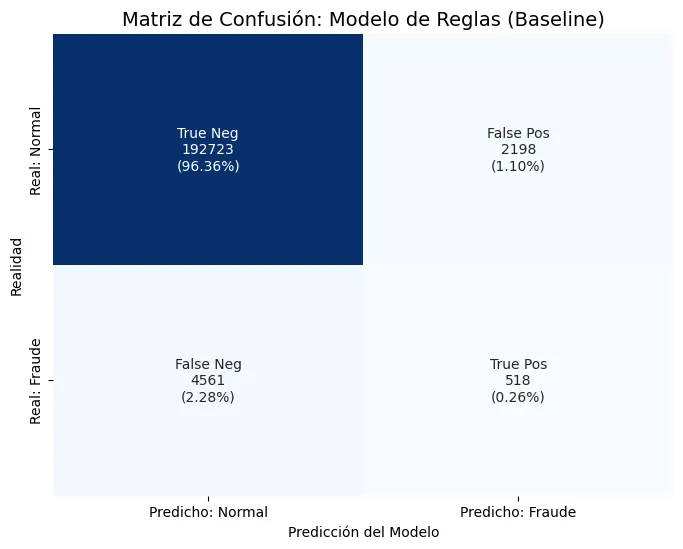 Matriz de Confusión: Modelo de Reglas (Baseline)
Real: Normal
True Neg
192723
(96.36%)
False Pos
2198
(1.10%)
Realidad
Real: Fraude
False Neg
4561
(2.28%)
True Pos
518
(0.26%)
Predicho: Normal
Predicho: Fraude
Predicción del Modelo